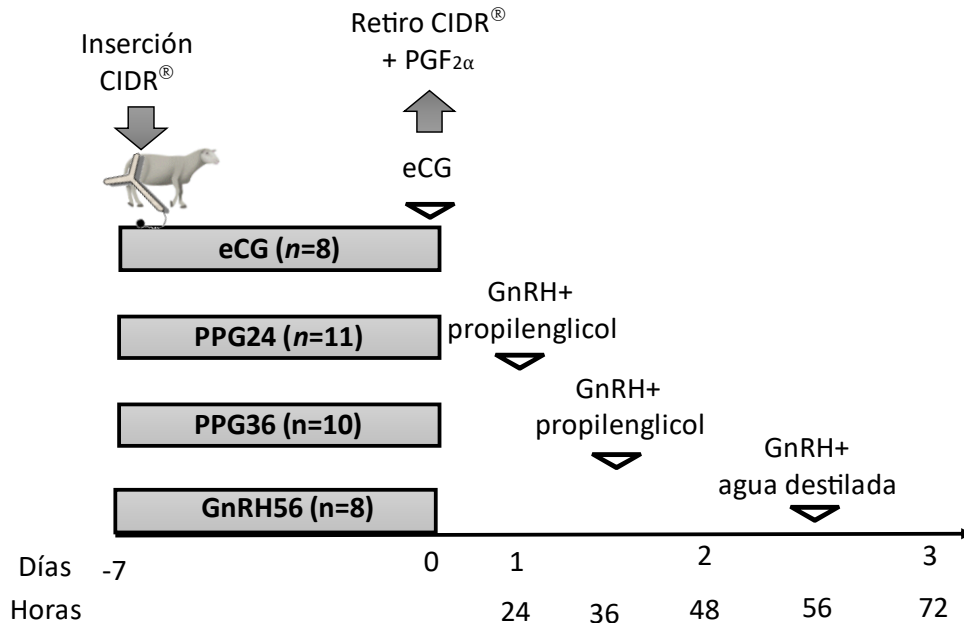 Inserción
CIDR®
Retiro CIDR®
+ PGF2α
eCG
eCG (n=8)
PPG24 (n=11)
GnRH+
propilenglicol
PPG36 (n=10)
GnRH+
propilenglicol
GnRH56 (n=8)
GnRH+
agua destilada
Días -7 0 1 2 3
Horas 24 36 48 56 72